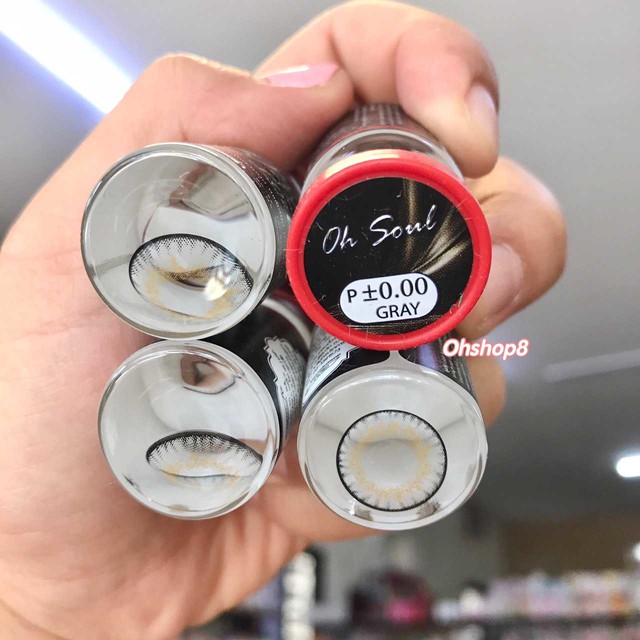 Oh Soul
P ±0.00
GRAY
Ohshop8